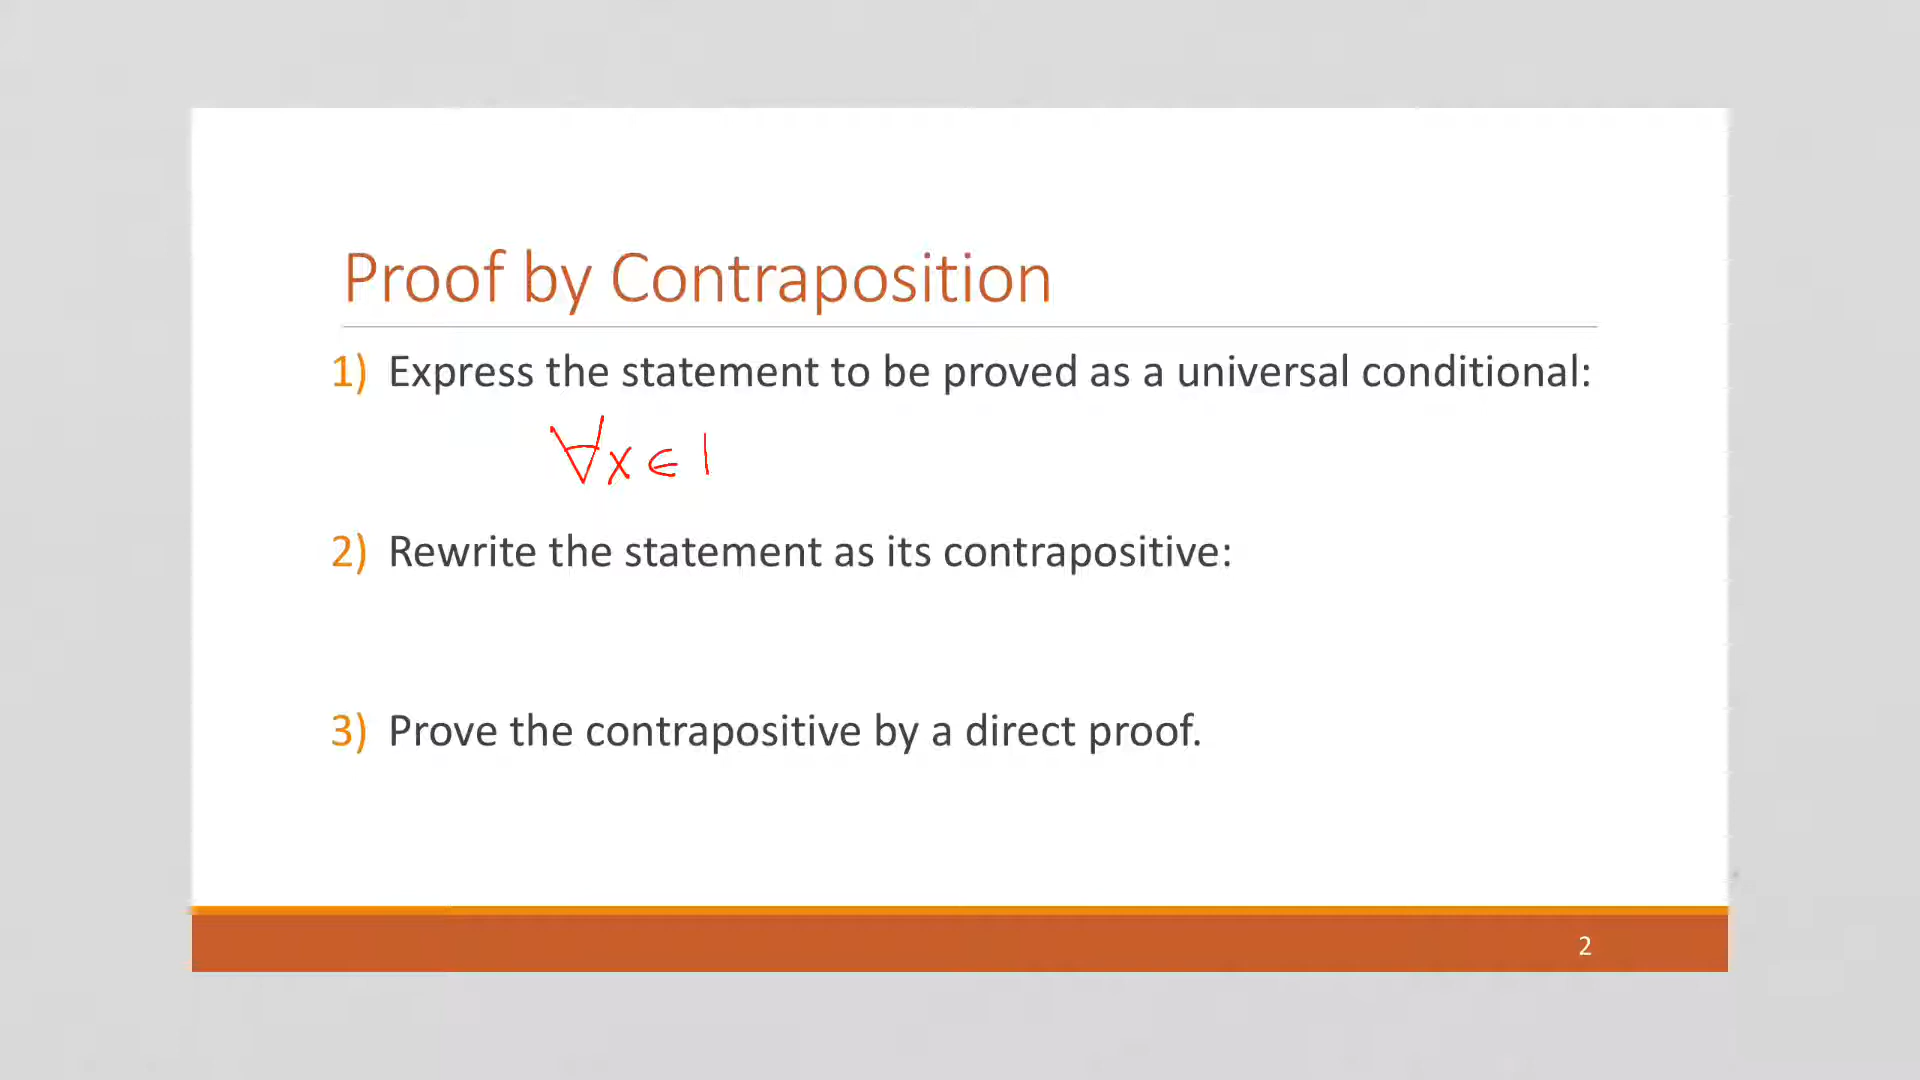 Proof by Contraposition
1) Express the statement to be proved as a universal conditional:
∀x ∈
2) Rewrite the statement as its contrapositive:
3) Prove the contrapositive by a direct proof.
2